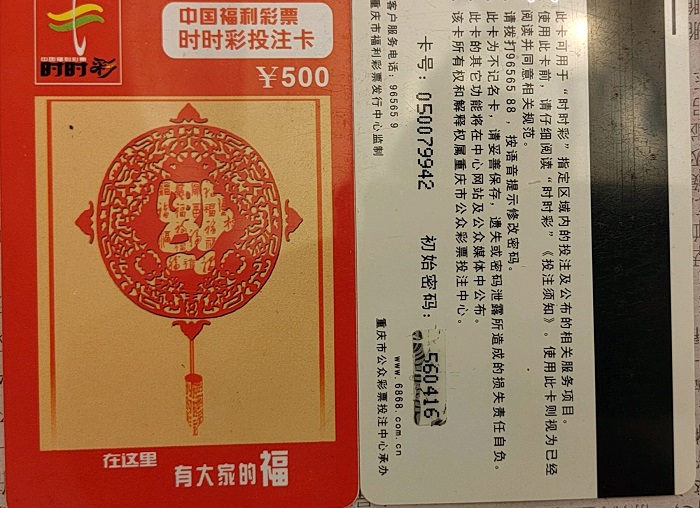 中国福利彩票
时时彩
中国福利彩票
时时彩投注卡
￥500
在这里
有大家的福
此卡可用于“时时彩”指定区域内的投注及公布的相关服务项目。
使用此卡前，请仔细阅读“时时彩”《投注须知》。使用此卡则视为已经
阅读并同意相关规范。
请拨打96565 88 ，按语音提示修改密码。
此卡为不记名卡，请妥善保存，遗失或密码泄露所造成的损失责任自负。
此卡的其它功能将在中心网站及公众媒体中公布。
该卡所有权和解释权属重庆市公众彩票投注中心。
卡号：050079942 初始密码：560416
客户服务电话：96565 9 www.6868.com.cn
重庆市福利彩票发行中心监制 重庆市公众彩票投注中心承办